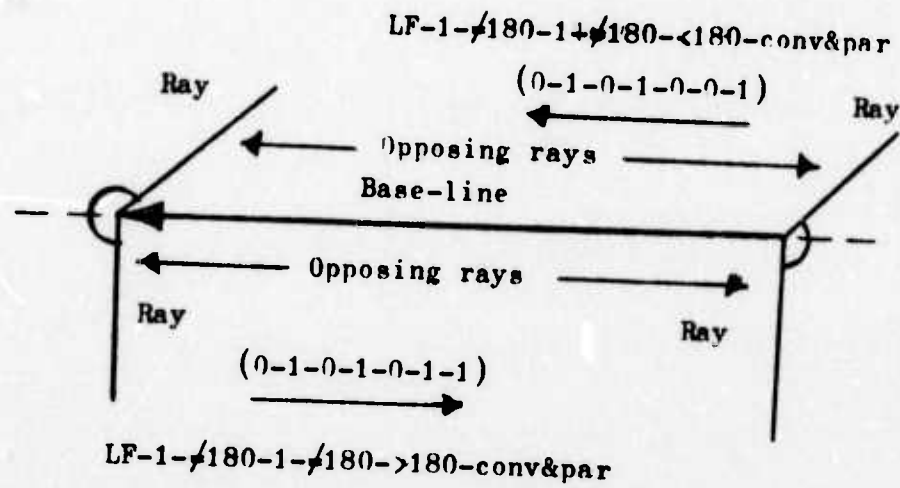 LF-1-≠180-1+≠180-<180-conv&par
(0-1-0-1-0-0-1)
Ray
Ray
Opposing rays
Base-line
Opposing rays
Ray
Ray
(0-1-0-1-0-1-1)
LF-1-≠180-1-≠180->180-conv&par